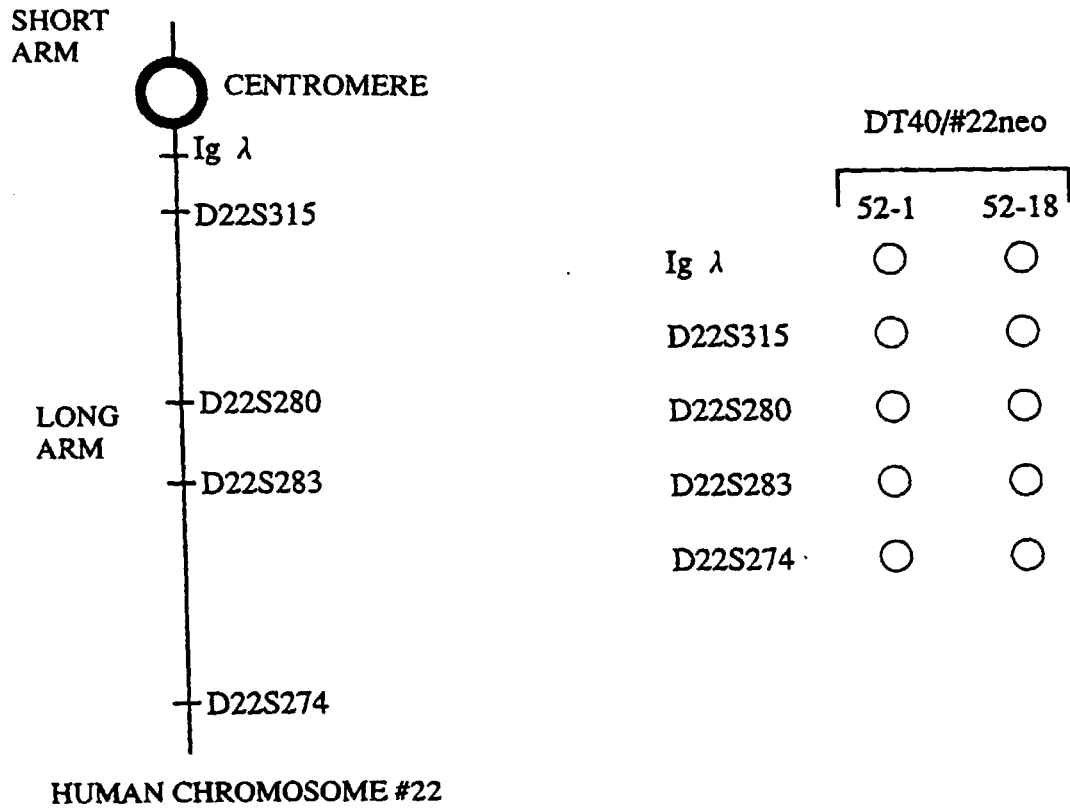 SHORT
ARM
CENTROMERE
Ig λ
D22S315
LONG
ARM
D22S280
D22S283
D22S274
HUMAN CHROMOSOME #22
DT40/#22neo
52-1 52-18
Ig λ
D22S315
D22S280
D22S283
D22S274